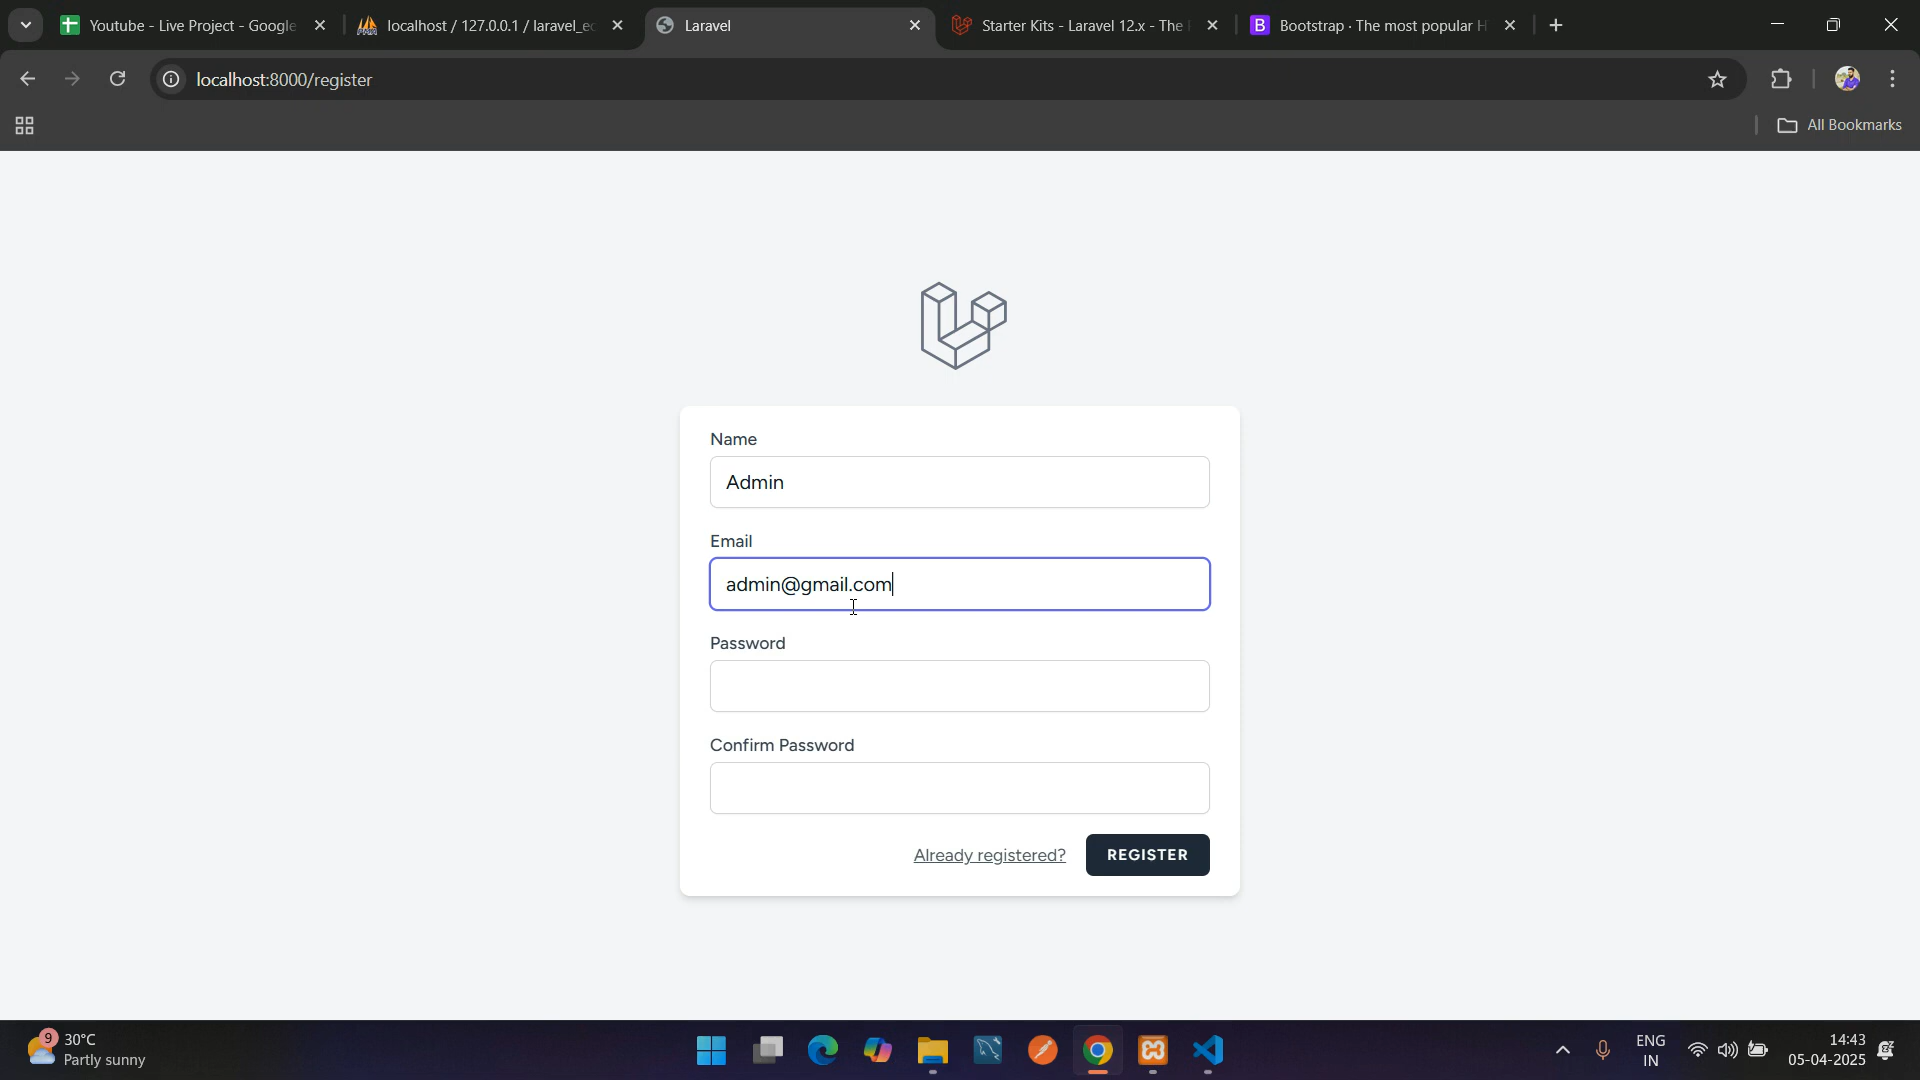 Youtube - Live Project - Google
localhost / 127.0.0.1 / laravel_ec
Laravel
Starter Kits - Laravel 12.x - The
Bootstrap · The most popular H
localhost:8000/register
All Bookmarks
Name
Admin
Email
admin@gmail.com
Password
Confirm Password
Already registered?
REGISTER
9
30°C
Partly sunny
ENG
IN
14:43
05-04-2025